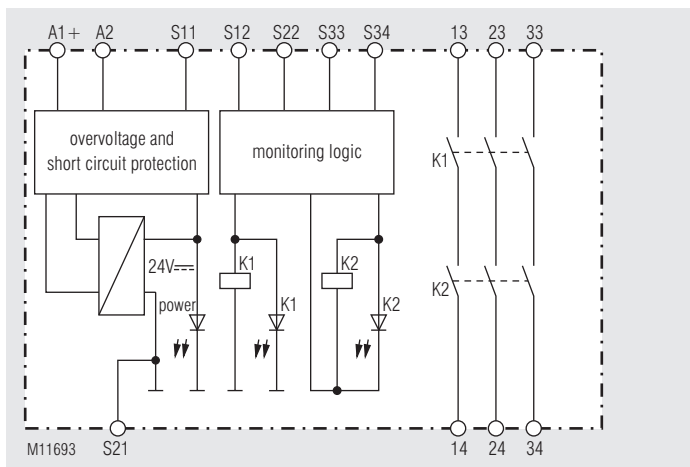 A1+ A2 S11 S12 S22 S33 S34 13 23 33
overvoltage and
short circuit protection
monitoring logic
K1
24V
K1
K2
K2
power
K1
K2
M11693 S21 14 24 34